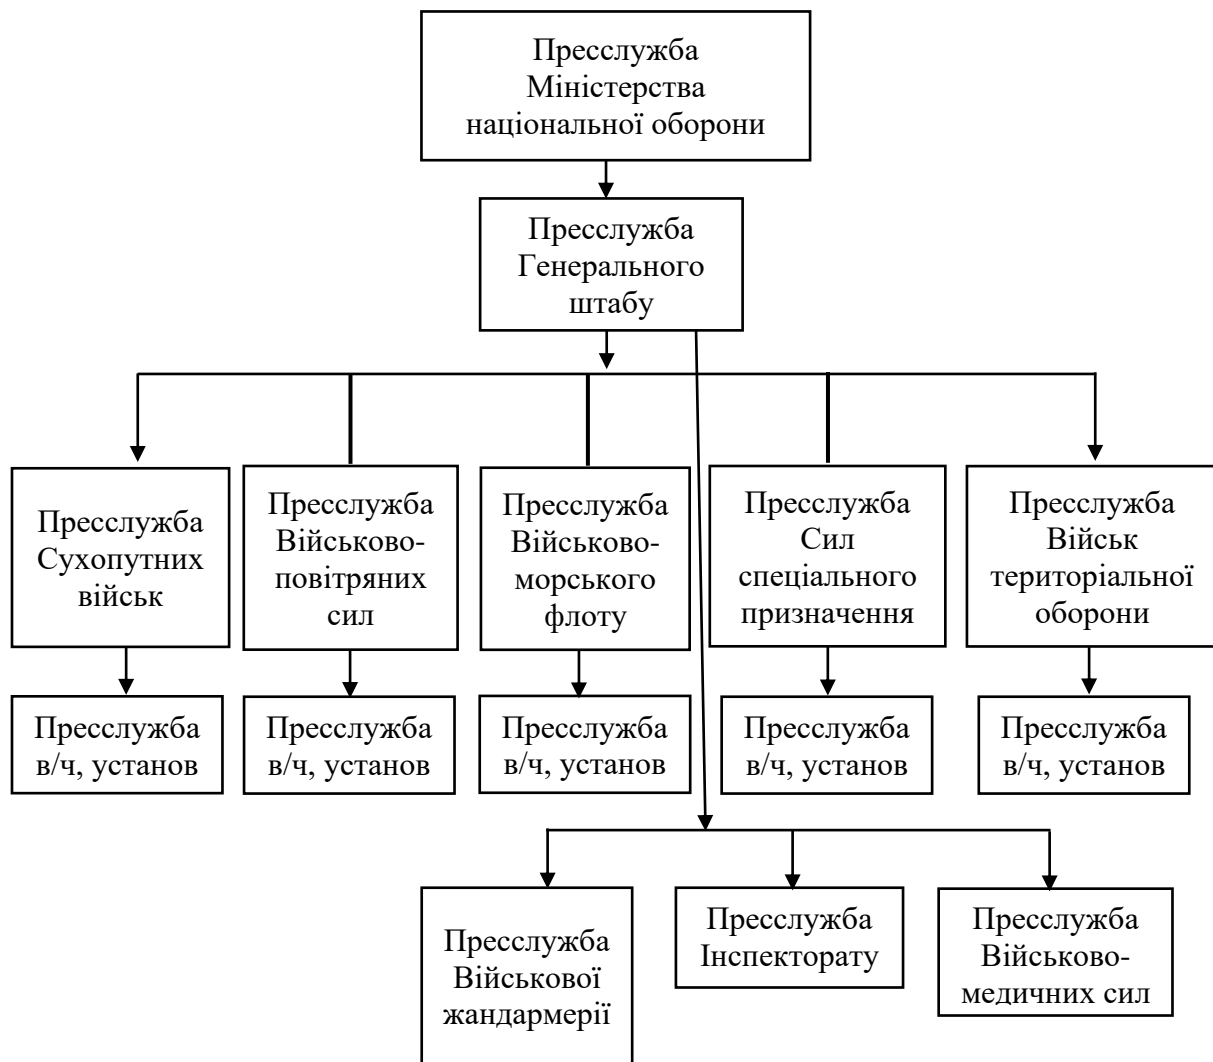 Пресслужба
Міністерства
національної оборони
Пресслужба
Генерального
штабу
Пресслужба
Сухопутних
військ
Пресслужба
Військово-
повітряних
сил
Пресслужба
Військово-
морського
флоту
Пресслужба
Сил
спеціального
призначення
Пресслужба
Військ
територіальної
оборони
Пресслужба
в/ч, установ
Пресслужба
в/ч, установ
Пресслужба
в/ч, установ
Пресслужба
в/ч, установ
Пресслужба
в/ч, установ
Пресслужба
Військової
жандармерії
Пресслужба
Інспекторату
Пресслужба
Військово-
медичних сил